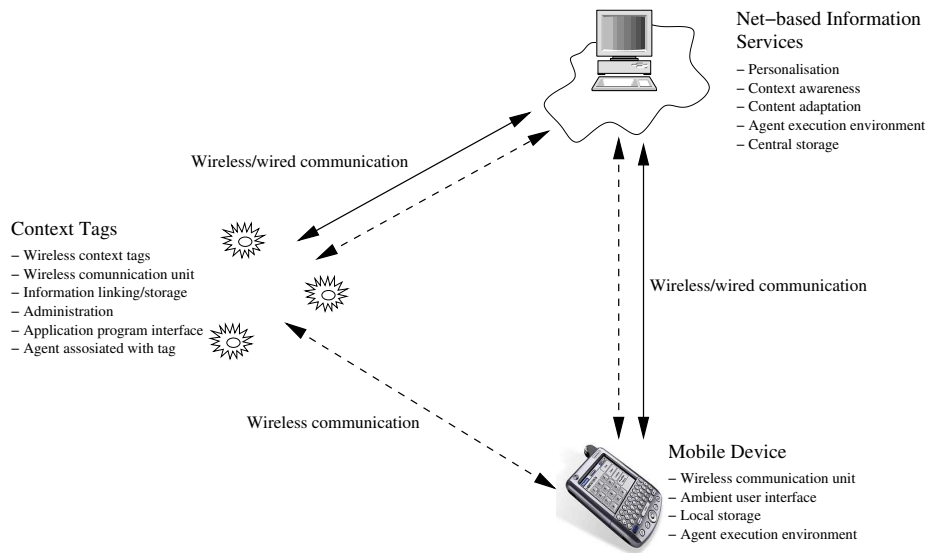 Net−based Information
Services
− Personalisation
− Context awareness
− Content adaptation
− Agent execution environment
− Central storage
Wireless/wired communication
Context Tags
− Wireless context tags
− Wireless comunnication unit
− Information linking/storage
− Administration
− Application program interface
− Agent assosiated with tag
Wireless/wired communication
Wireless communication
Mobile Device
− Wireless communication unit
− Ambient user interface
− Local storage
− Agent execution environment